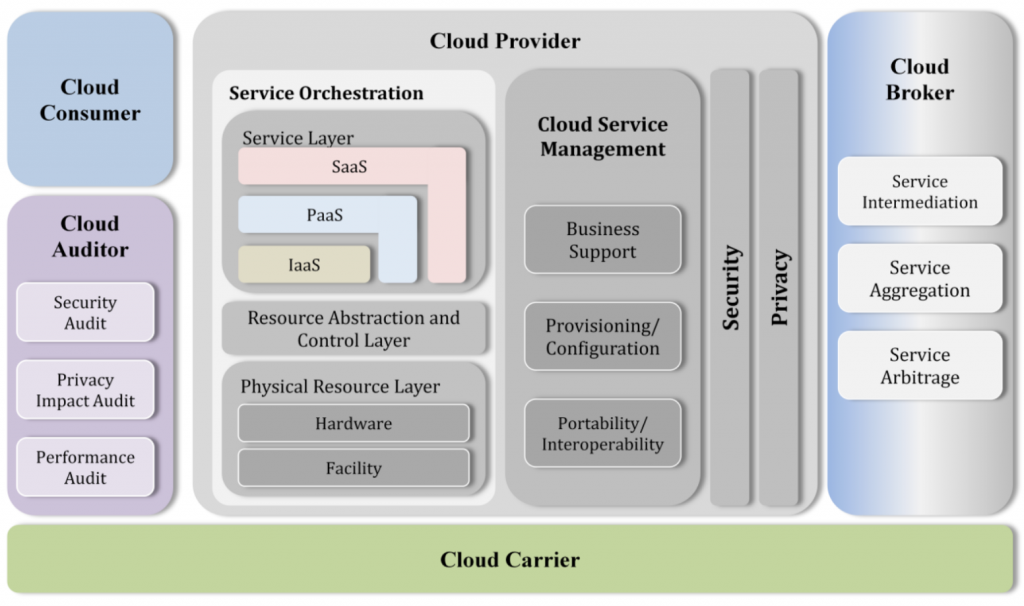 Cloud
Consumer
Cloud
Auditor
Security
Audit
Privacy
Impact Audit
Performance
Audit
Cloud Provider
Service Orchestration
Service Layer
SaaS
PaaS
IaaS
Resource Abstraction and
Control Layer
Physical Resource Layer
Hardware
Facility
Cloud Service
Management
Business
Support
Provisioning/
Configuration
Portability/
Interoperability
Security
Privacy
Cloud
Broker
Service
Intermediation
Service
Aggregation
Service
Arbitrage
Cloud Carrier